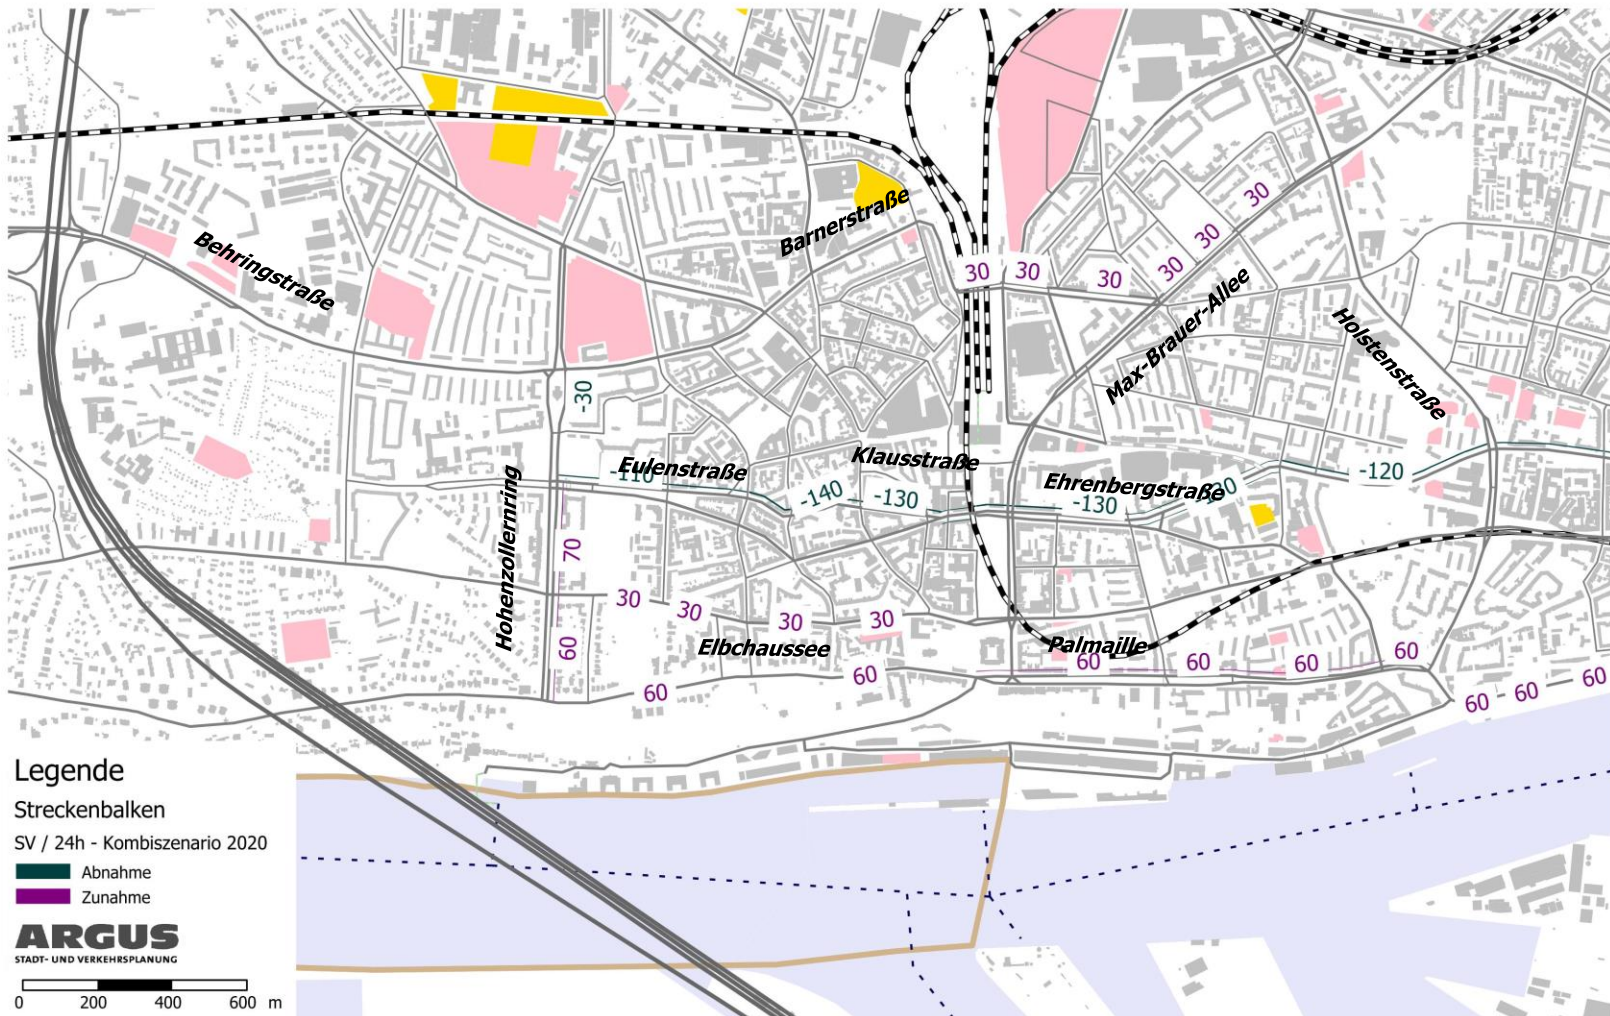 30
30
Barnerstraße
30
Behringstraße
30
30
30
30
Max-Brauer-Allee
Holstenstraße
-30
Klausstraße
Eulenstraße
-110
-120
Ehrenbergstraße
-140
-130
-130
Hohenzollernring
70
30
30
30
30
60
Elbchaussee
Palmaille
60
60
60
60
60
60
60
60
60
Legende
Streckenbalken
SV / 24h - Kombiszenario 2020
Abnahme
Zunahme
ARGUS
STADT- UND VERKEHRSPLANUNG
0 200 400 600 m